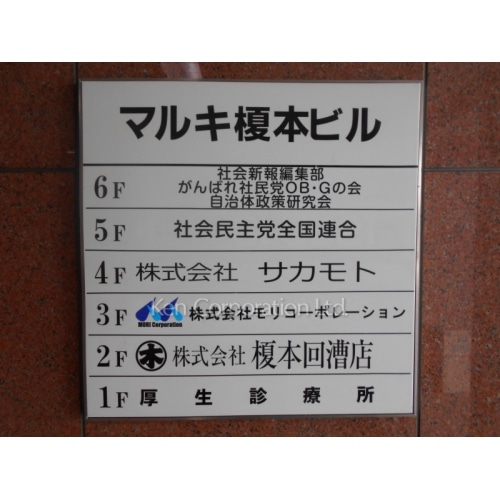 マルキ榎本ビル
6F 社会新報編集部
がんばれ社民党OB・Gの会
自治体政策研究会
5F 社会民主党全国連合
4F 株式会社 サカモト
3F MORI Corporation 株式会社モリコーポレーション
Ken Corporation Ltd.
2F 木 株式会社 榎本回漕店
1F 厚生診療所